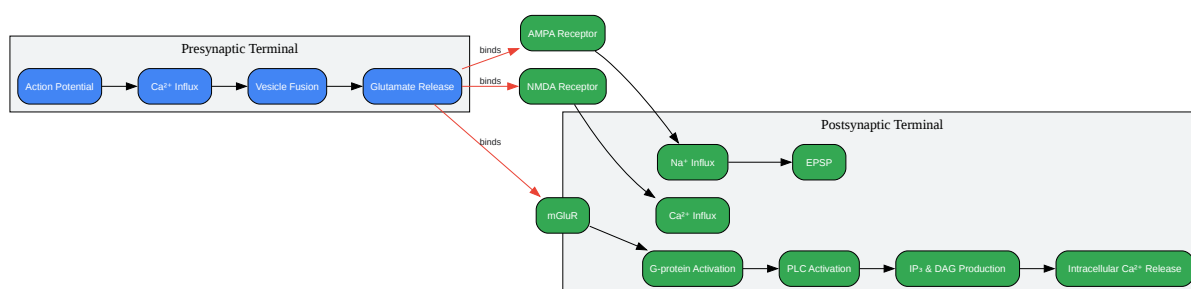 AMPA Receptor
Presynaptic Terminal
binds
Action Potential
Ca²⁺ Influx
Vesicle Fusion
Glutamate Release
binds
NMDA Receptor
Postsynaptic Terminal
binds
Na⁺ Influx
EPSP
mGluR
Ca²⁺ Influx
G-protein Activation
PLC Activation
IP₃ & DAG Production
Intracellular Ca²⁺ Release